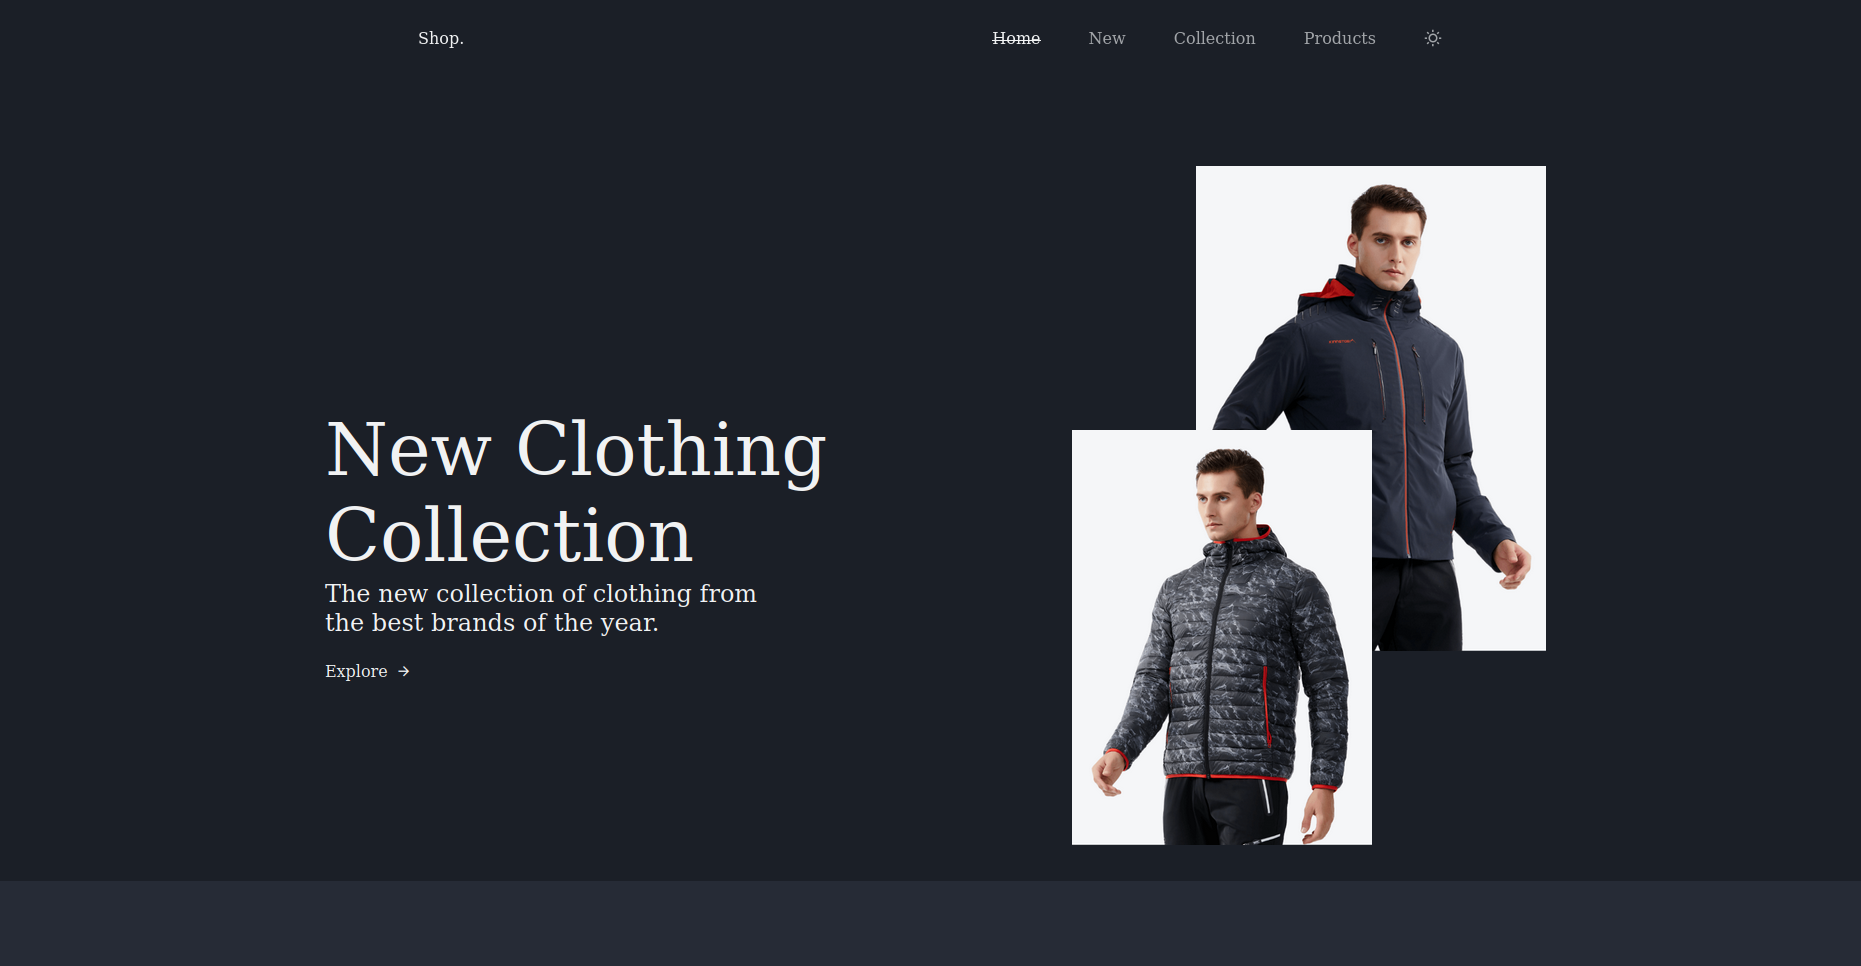 Shop.
Home
New
Collection
Products
New Clothing
Collection
The new collection of clothing from
the best brands of the year.
Explore